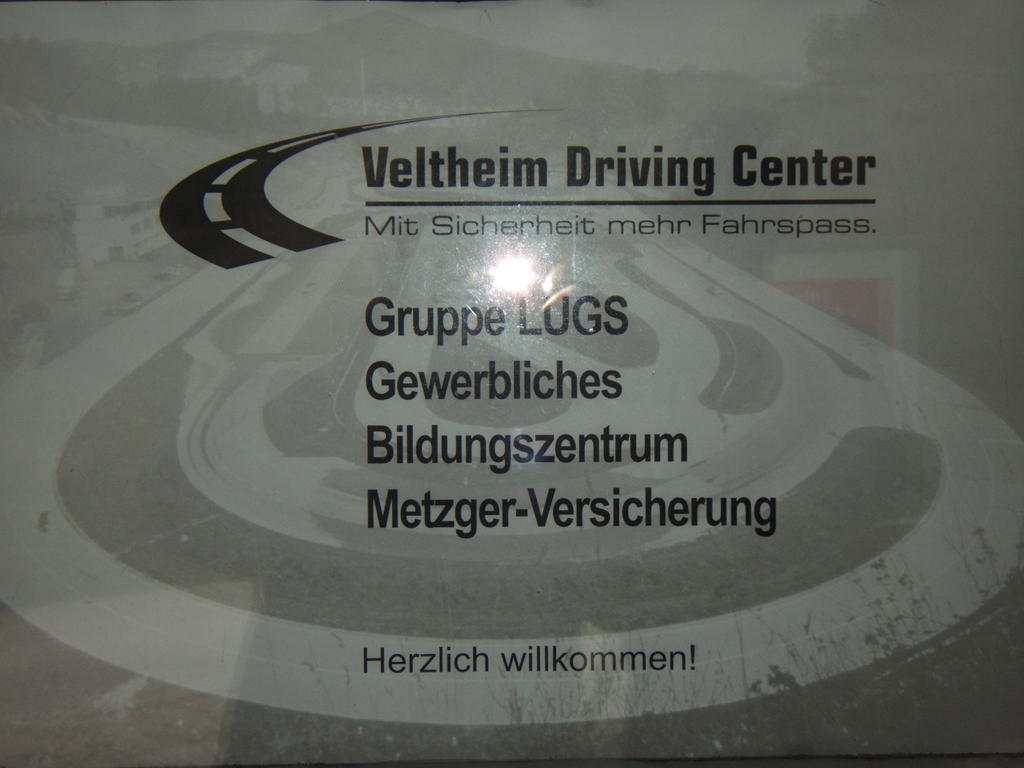 Veltheim Driving Center
Mit Sicherheit mehr Fahrspass.
Gruppe LUGS
Gewerbliches
Bildungszentrum
Metzger-Versicherung
Herzlich willkommen!